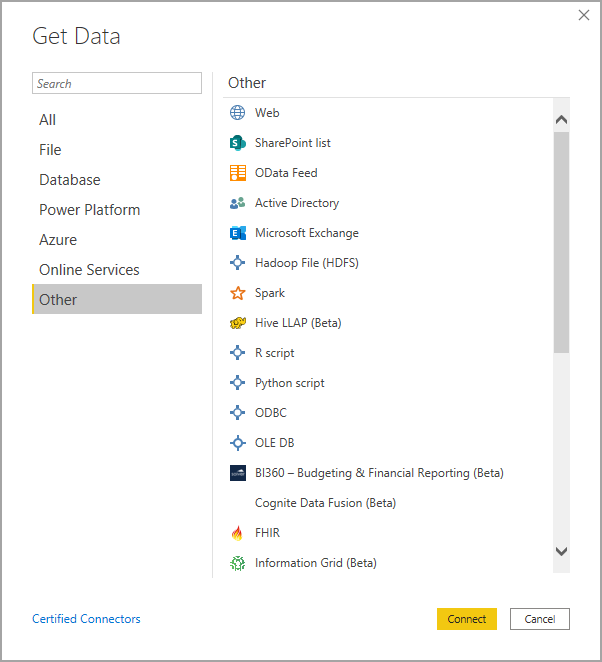 Get Data
Search
All
File
Database
Power Platform
Azure
Online Services
Other
Other
Web
SharePoint list
OData Feed
Active Directory
Microsoft Exchange
Hadoop File (HDFS)
Spark
Hive LLAP (Beta)
R script
Python script
ODBC
OLE DB
BI360 – Budgeting & Financial Reporting (Beta)
Cognite Data Fusion (Beta)
FHIR
Information Grid (Beta)
Certified Connectors
Connect
Cancel